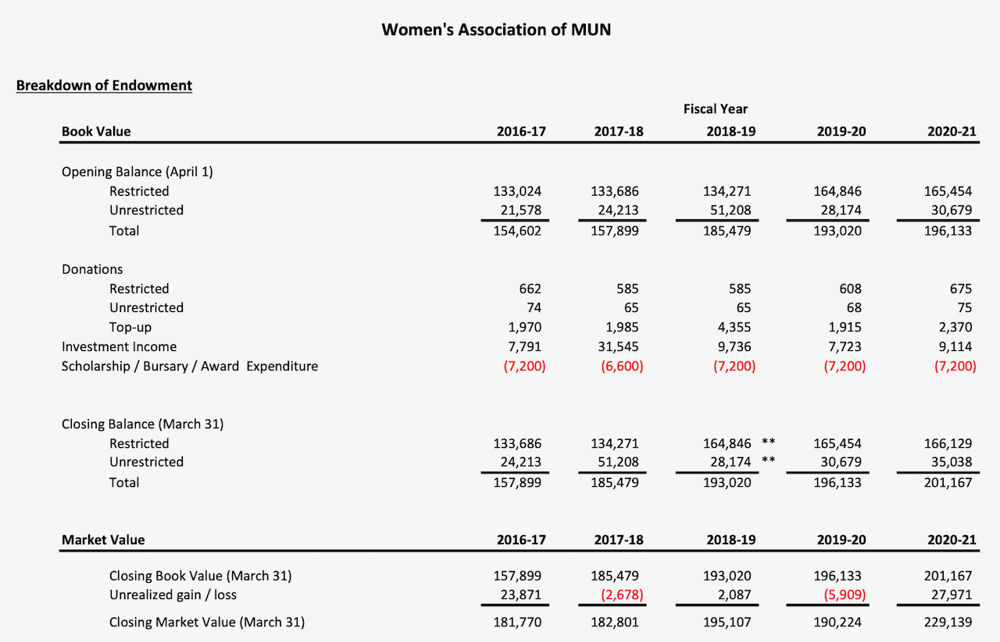 Women's Association of MUN
Breakdown of Endowment
Fiscal Year
Book Value 2016-17 2017-18 2018-19 2019-20 2020-21
Opening Balance (April 1)
Restricted 133,024 133,686 134,271 164,846 165,454
Unrestricted 21,578 24,213 51,208 28,174 30,679
Total 154,602 157,899 185,479 193,020 196,133
Donations
Restricted 662 585 585 608 675
Unrestricted 74 65 65 68 75
Top-up 1,970 1,985 4,355 1,915 2,370
Investment Income 7,791 31,545 9,736 7,723 9,114
Scholarship / Bursary / Award Expenditure (7,200) (6,600) (7,200) (7,200) (7,200)
Closing Balance (March 31)
Restricted 133,686 134,271 164,846 ** 165,454 166,129
Unrestricted 24,213 51,208 28,174 ** 30,679 35,038
Total 157,899 185,479 193,020 196,133 201,167
Market Value 2016-17 2017-18 2018-19 2019-20 2020-21
Closing Book Value (March 31) 157,899 185,479 193,020 196,133 201,167
Unrealized gain / loss 23,871 (2,678) 2,087 (5,909) 27,971
Closing Market Value (March 31) 181,770 182,801 195,107 190,224 229,139